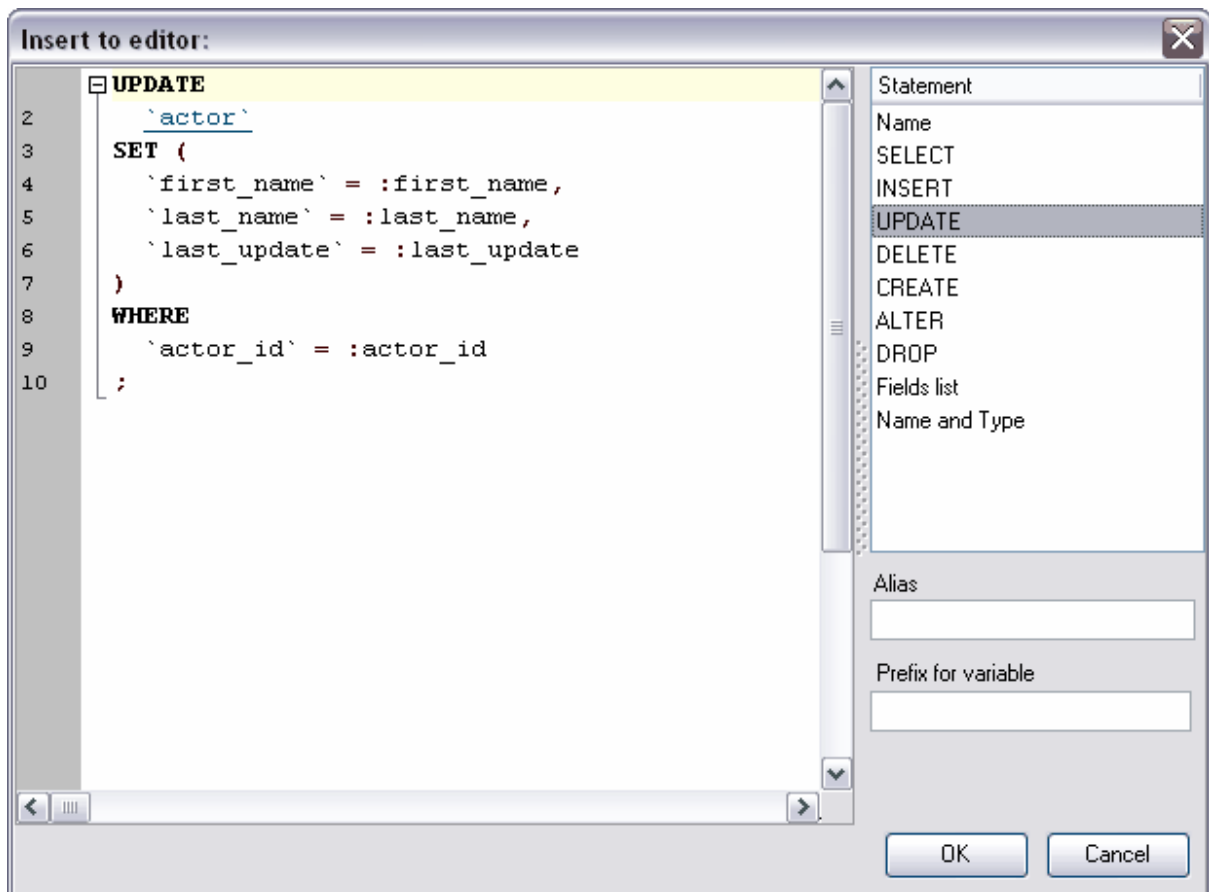 Insert to editor:
UPDATE
2 `actor`
3 SET (
4 `first_name` = :first_name,
5 `last_name` = :last_name,
6 `last_update` = :last_update
7 )
8 WHERE
9 `actor_id` = :actor_id
10 ;
Statement
Name
SELECT
INSERT
UPDATE
DELETE
CREATE
ALTER
DROP
Fields list
Name and Type
Alias
Prefix for variable
OK
Cancel